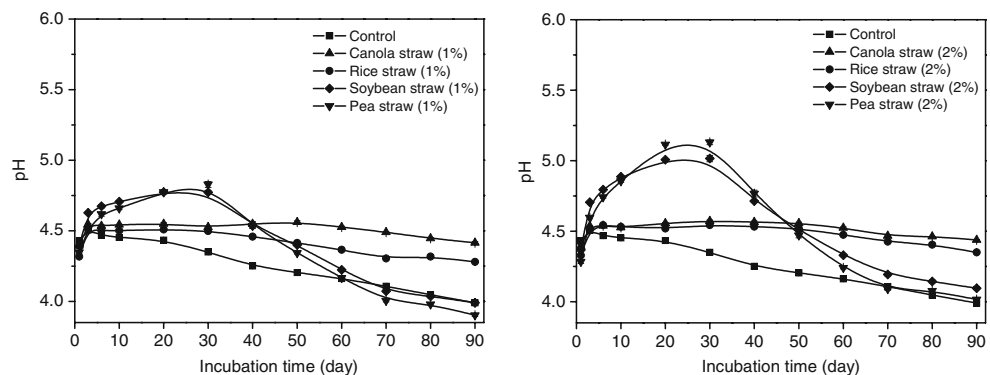 6.0
5.5
5.0
4.5
4.0
pH
0 10 20 30 40 50 60 70 80 90
Incubation time (day)
Control
Canola straw (1%)
Rice straw (1%)
Soybean straw (1%)
Pea straw (1%)
6.0
5.5
5.0
4.5
4.0
pH
0 10 20 30 40 50 60 70 80 90
Incubation time (day)
Control
Canola straw (2%)
Rice straw (2%)
Soybean straw (2%)
Pea straw (2%)